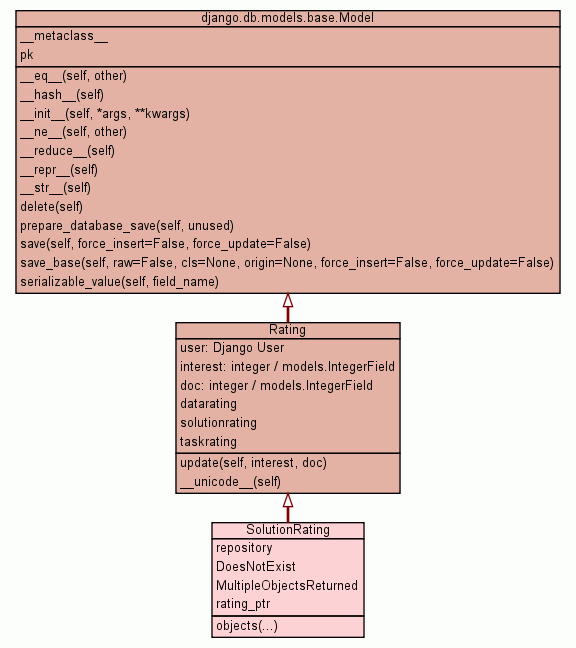 django.db.models.base.Model
__metaclass__
pk
__eq__(self, other)
__hash__(self)
__init__(self, *args, **kwargs)
__ne__(self, other)
__reduce__(self)
__repr__(self)
__str__(self)
delete(self)
prepare_database_save(self, unused)
save(self, force_insert=False, force_update=False)
save_base(self, raw=False, cls=None, origin=None, force_insert=False, force_update=False)
serializable_value(self, field_name)
Rating
user: Django User
interest: integer / models.IntegerField
doc: integer / models.IntegerField
datarating
solutionrating
taskrating
update(self, interest, doc)
__unicode__(self)
SolutionRating
repository
DoesNotExist
MultipleObjectsReturned
rating_ptr
objects(...)